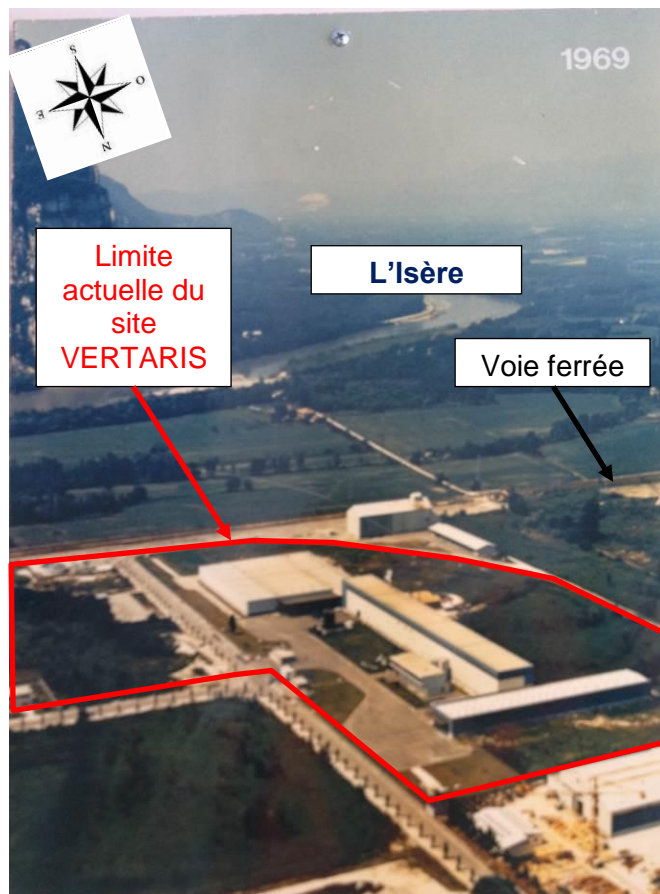 S
O
E
N
1969
Limite
actuelle du
site
VERTARIS
L'Isère
Voie ferrée